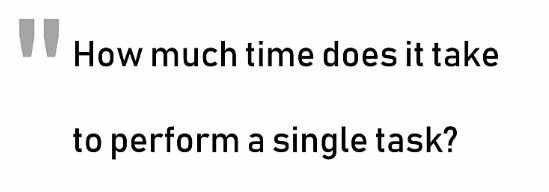 "How much time does it take
to perform a single task?